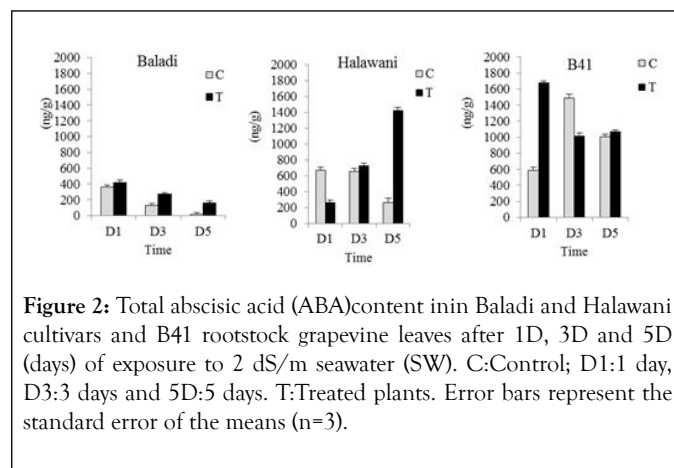 Baladi
Halawani
B41
2000
1800
1600
1400
1200
1000
800
600
400
200
0
(ng/g)
C
T
D1 D3 D5
Time
2000
1800
1600
1400
1200
1000
800
600
400
200
0
(ng/g)
C
T
D1 D3 D5
Time
2000
1800
1600
1400
1200
1000
800
600
400
200
0
(ng/g)
C
T
D1 D3 D5
Time
Figure 2: Total abscisic acid (ABA)content inin Baladi and Halawani
cultivars and B41 rootstock grapevine leaves after 1D, 3D and 5D
(days) of exposure to 2 dS/m seawater (SW). C:Control; D1:1 day,
D3:3 days and 5D:5 days. T:Treated plants. Error bars represent the
standard error of the means (n=3).